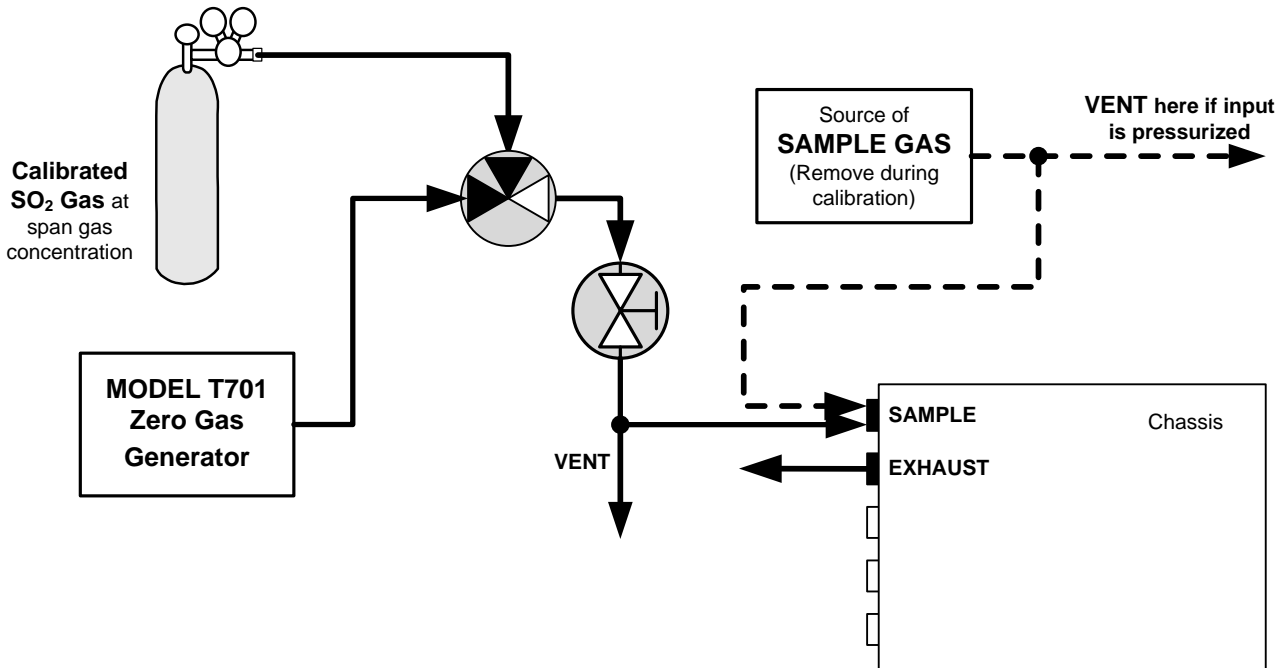 Calibrated
SO₂ Gas at
span gas
concentration
MODEL T701
Zero Gas
Generator
VENT
Source of
SAMPLE GAS
(Remove during
calibration)
VENT here if input
is pressurized
SAMPLE
EXHAUST
Chassis